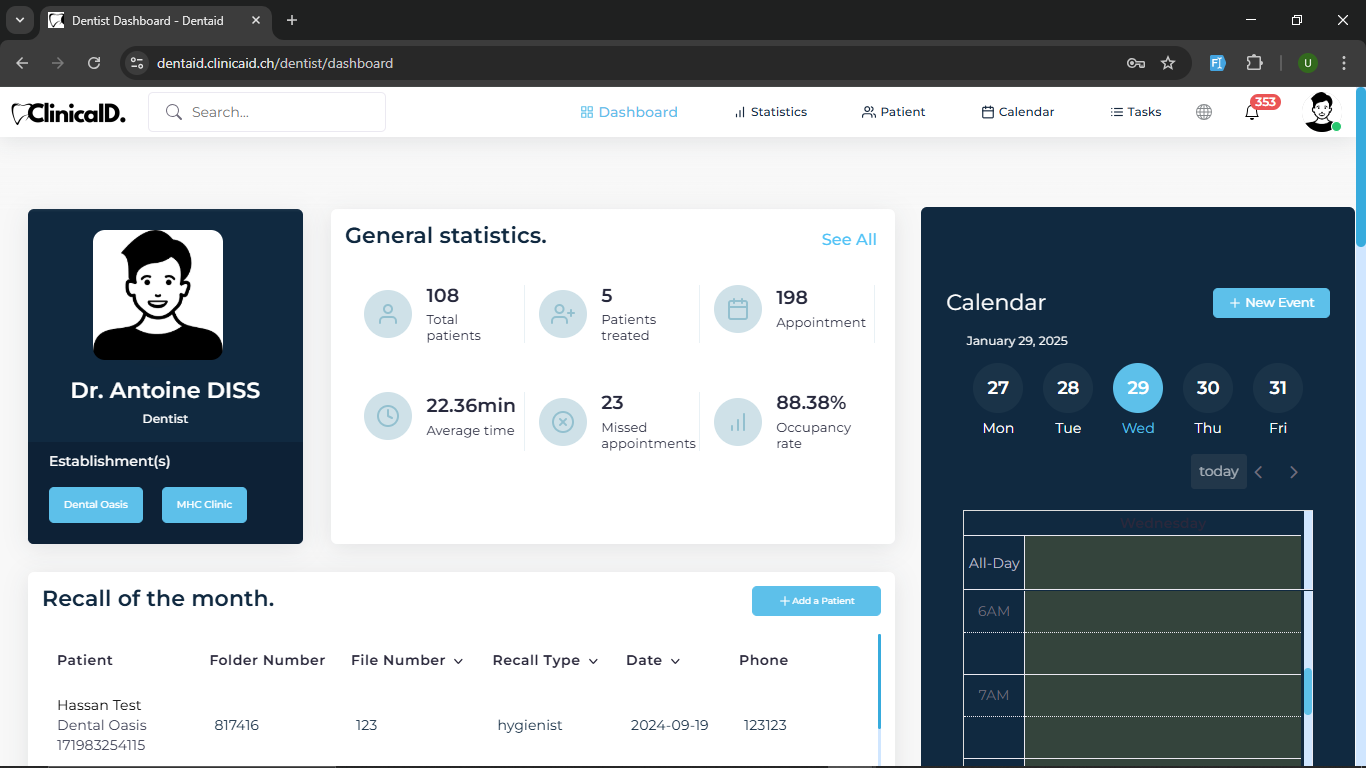 Dentist Dashboard - Dentaid
dentaid.clinicaid.ch/dentist/dashboard
U
ClinicaID.
Search...
Dashboard
Statistics
Patient
Calendar
Tasks
353
Dr. Antoine DISS
Dentist
Establishment(s)
Dental Oasis
MHC Clinic
General statistics.
See All
108
Total
patients
5
Patients
treated
198
Appointment
22.36min
Average time
23
Missed
appointments
88.38%
Occupancy
rate
Recall of the month.
+ Add a Patient
Patient
Folder Number
File Number
Recall Type
Date
Phone
Hassan Test
Dental Oasis
171983254115
817416
123
hygienist
2024-09-19
123123
Calendar
+ New Event
January 29, 2025
27
28
29
30
31
Mon
Tue
Wed
Thu
Fri
today
Wednesday
All-Day
6AM
7AM